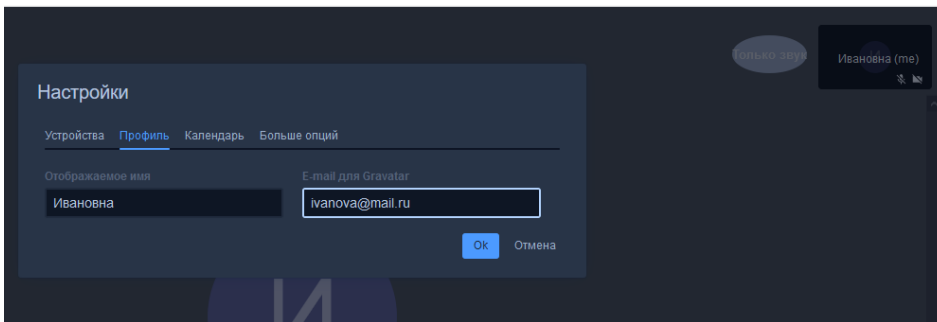 Только звук
И
Ивановна (me)
Настройки
Устройства Профиль Календарь Больше опций
Отображаемое имя E-mail для Gravatar
Ивановна ivanova@mail.ru
Ok Отмена
И